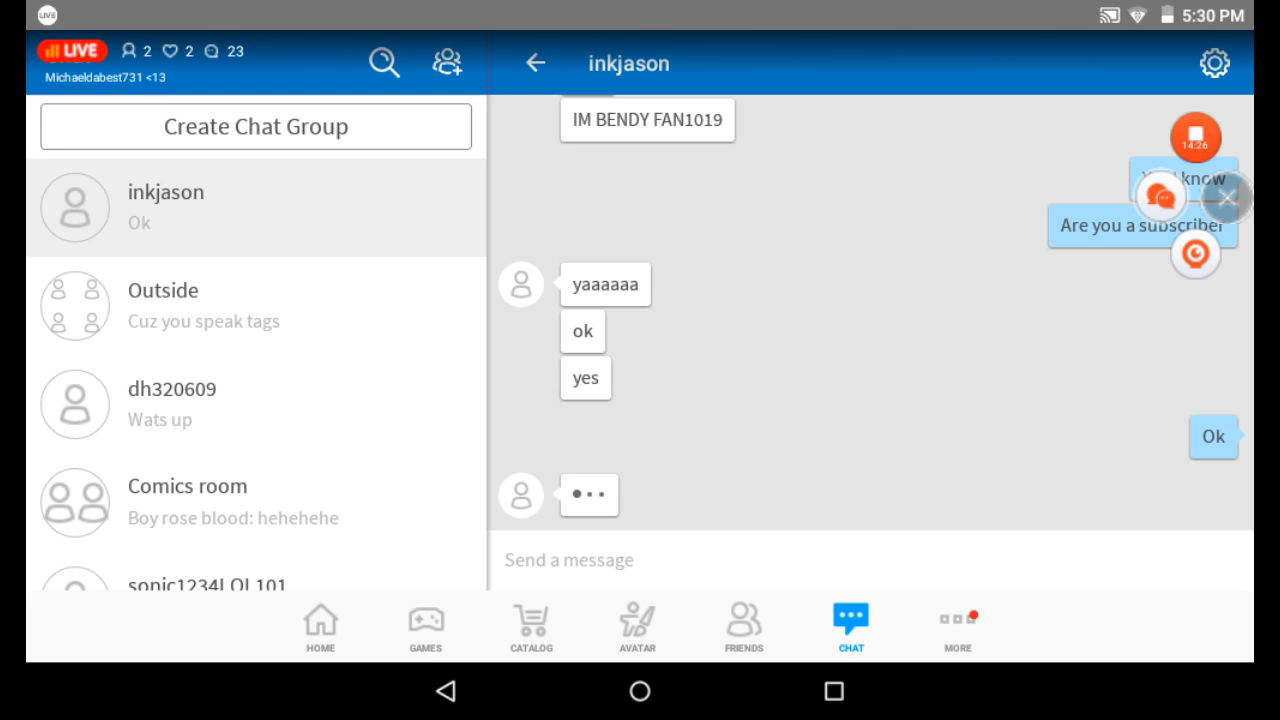 LIVE
5:30 PM
LIVE 2 2 23
Michaeldabest731 <13
inkjason
Create Chat Group
inkjason
Ok
Outside
Cuz you speak tags
dh320609
Wats up
Comics room
Boy rose blood: hehehehe
sonic1234LOL101
IM BENDY FAN1019
14:26
know
Are you a subscriber
yaaaaaa
ok
yes
Ok
Send a message
HOME
GAMES
CATALOG
AVATAR
FRIENDS
CHAT
MORE